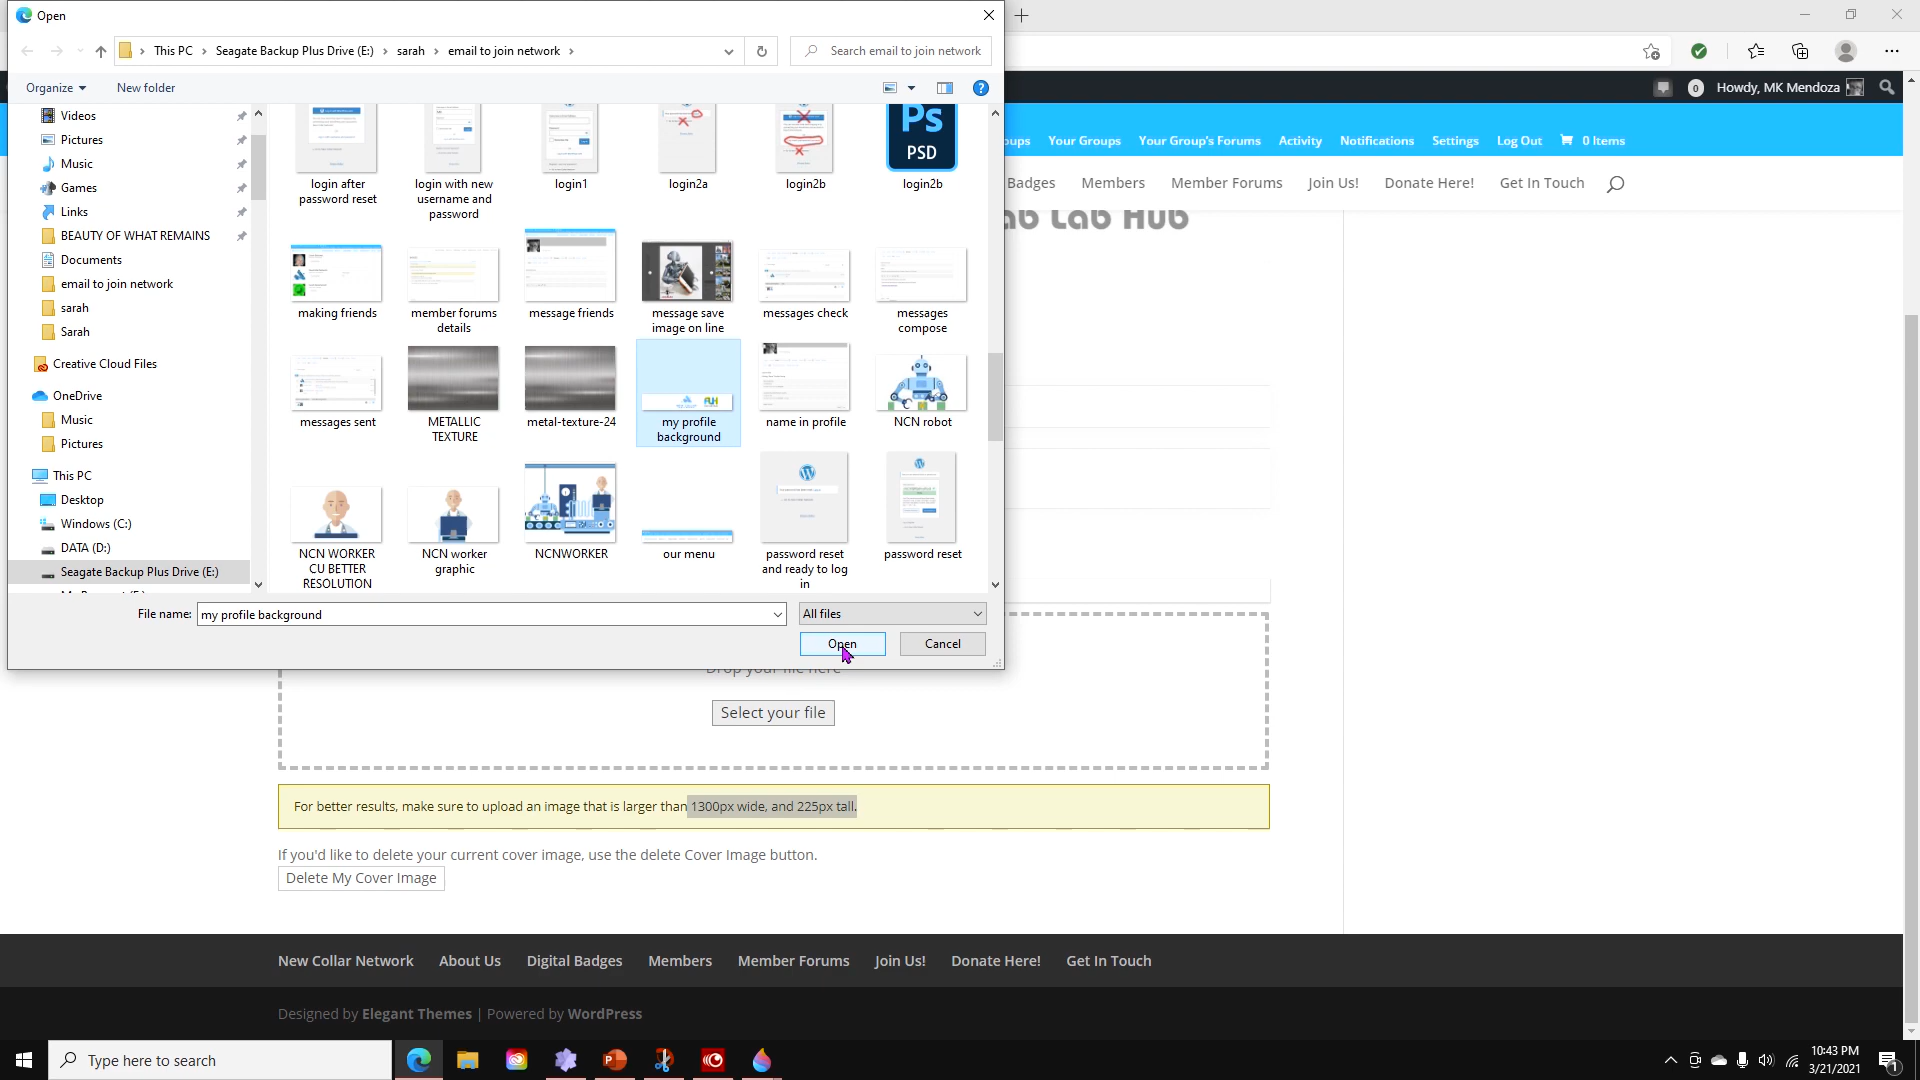 Open
This PC
Seagate Backup Plus Drive (E:)
sarah
email to join network
Search email to join network
Organize
New folder
Videos
Pictures
Music
Games
Links
BEAUTY OF WHAT REMAINS
Documents
email to join network
sarah
Sarah
Creative Cloud Files
OneDrive
Music
Pictures
This PC
Desktop
Windows (C:)
DATA (D:)
Seagate Backup Plus Drive (E:)
login after
password reset
login with new
username and
password
login1
login2a
login2b
Ps
PSD
login2b
making friends
member forums
details
message friends
message save
image on line
messages check
messages
compose
messages sent
METALLIC
TEXTURE
metal-texture-24
my profile
background
name in profile
NCN robot
NCN WORKER
CU BETTER
RESOLUTION
NCN worker
graphic
NCNWORKER
our menu
password reset
and ready to log
in
password reset
File name:
my profile background
All files
Open
Cancel
0
Howdy, MK Mendoza
Your Groups
Your Group's Forums
Activity
Notifications
Settings
Log Out
0 Items
Badges
Members
Member Forums
Join Us!
Donate Here!
Get In Touch
Lab Hub
Drop your file here
Select your file
For better results, make sure to upload an image that is larger than 1300px wide, and 225px tall.
If you'd like to delete your current cover image, use the delete Cover Image button.
Delete My Cover Image
New Collar Network
About Us
Digital Badges
Members
Member Forums
Join Us!
Donate Here!
Get In Touch
Designed by Elegant Themes | Powered by WordPress
Type here to search
10:43 PM
3/21/2021
1